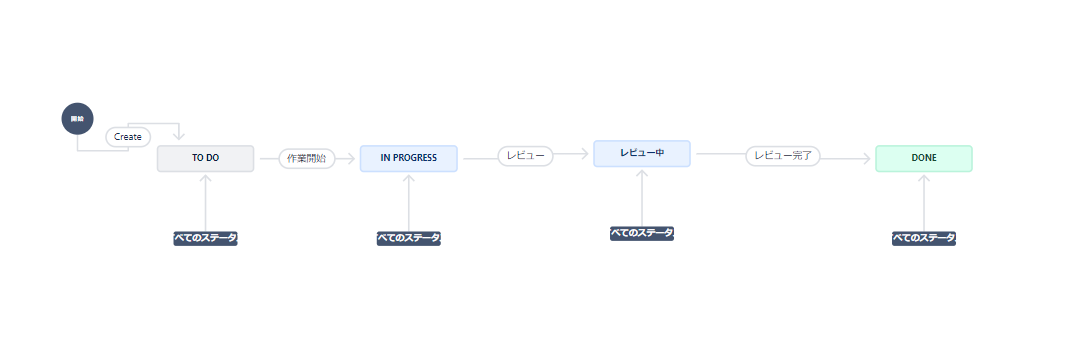 開始
Create
TO DO
作業開始
IN PROGRESS
レビュー
レビュー中
レビュー完了
DONE
べてのステータ
べてのステータ
べてのステータ
べてのステータ